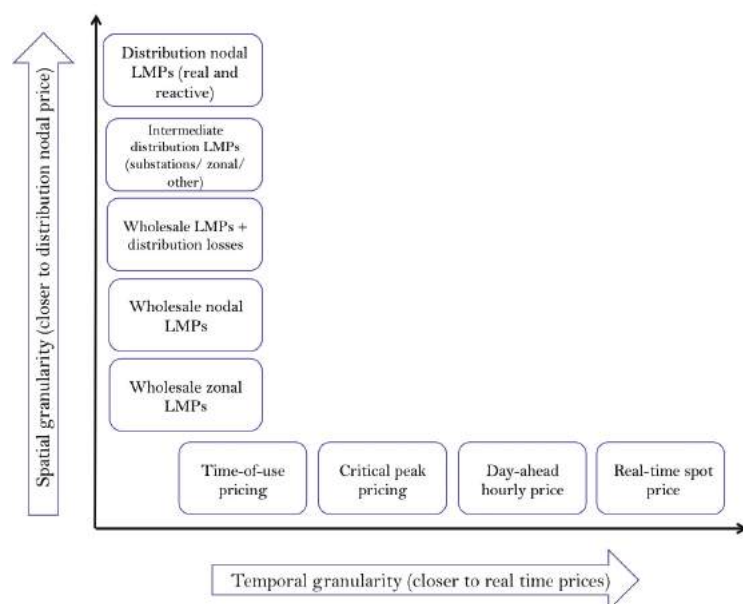 Spatial granularity (closer to distribution nodal price)
Distribution nodal
LMPs (real and
reactive)
Intermediate
distribution LMPs
(substations/ zonal/
other)
Wholesale LMPs +
distribution losses
Wholesale nodal
LMPs
Wholesale zonal
LMPs
Time-of-use
pricing
Critical peak
pricing
Day-ahead
hourly price
Real-time spot
price
Temporal granularity (closer to real time prices)